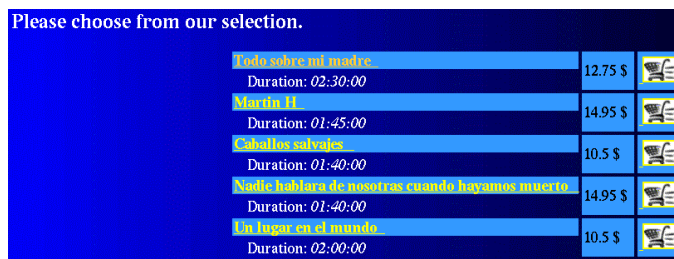 Please choose from our selection.
Todo sobre mi madre
12.75 $
Duration: 02:30:00
Martin H
14.95 $
Duration: 01:45:00
Caballos salvajes
10.5 $
Duration: 01:40:00
Nadie hablara de nosotras cuando hayamos muerto
14.95 $
Duration: 01:40:00
Un lugar en el mundo
10.5 $
Duration: 02:00:00